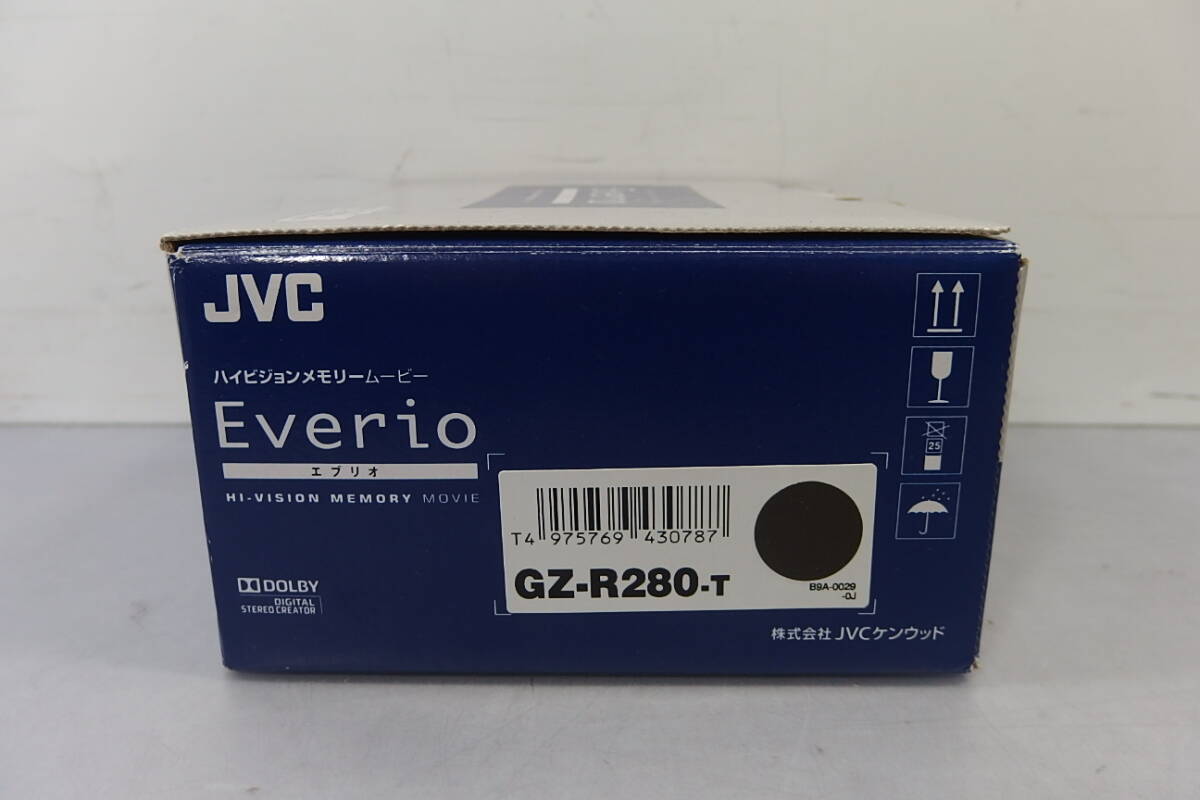 JVC
ハイビジョンメモリームービー
Everio
エブリオ
HI-VISION MEMORY MOVIE
DOLBY
DIGITAL
STEREO CREATOR
25
T4 975769 430787
GZ-R280-T
B9A-0029
-0J
株式会社 JVCケンウッド